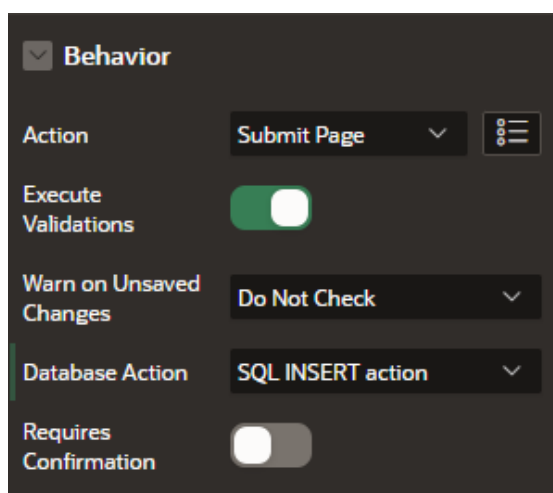 Behavior
Action Submit Page
Execute
Validations
Warn on Unsaved
Changes
Do Not Check
Database Action SQL INSERT action
Requires
Confirmation